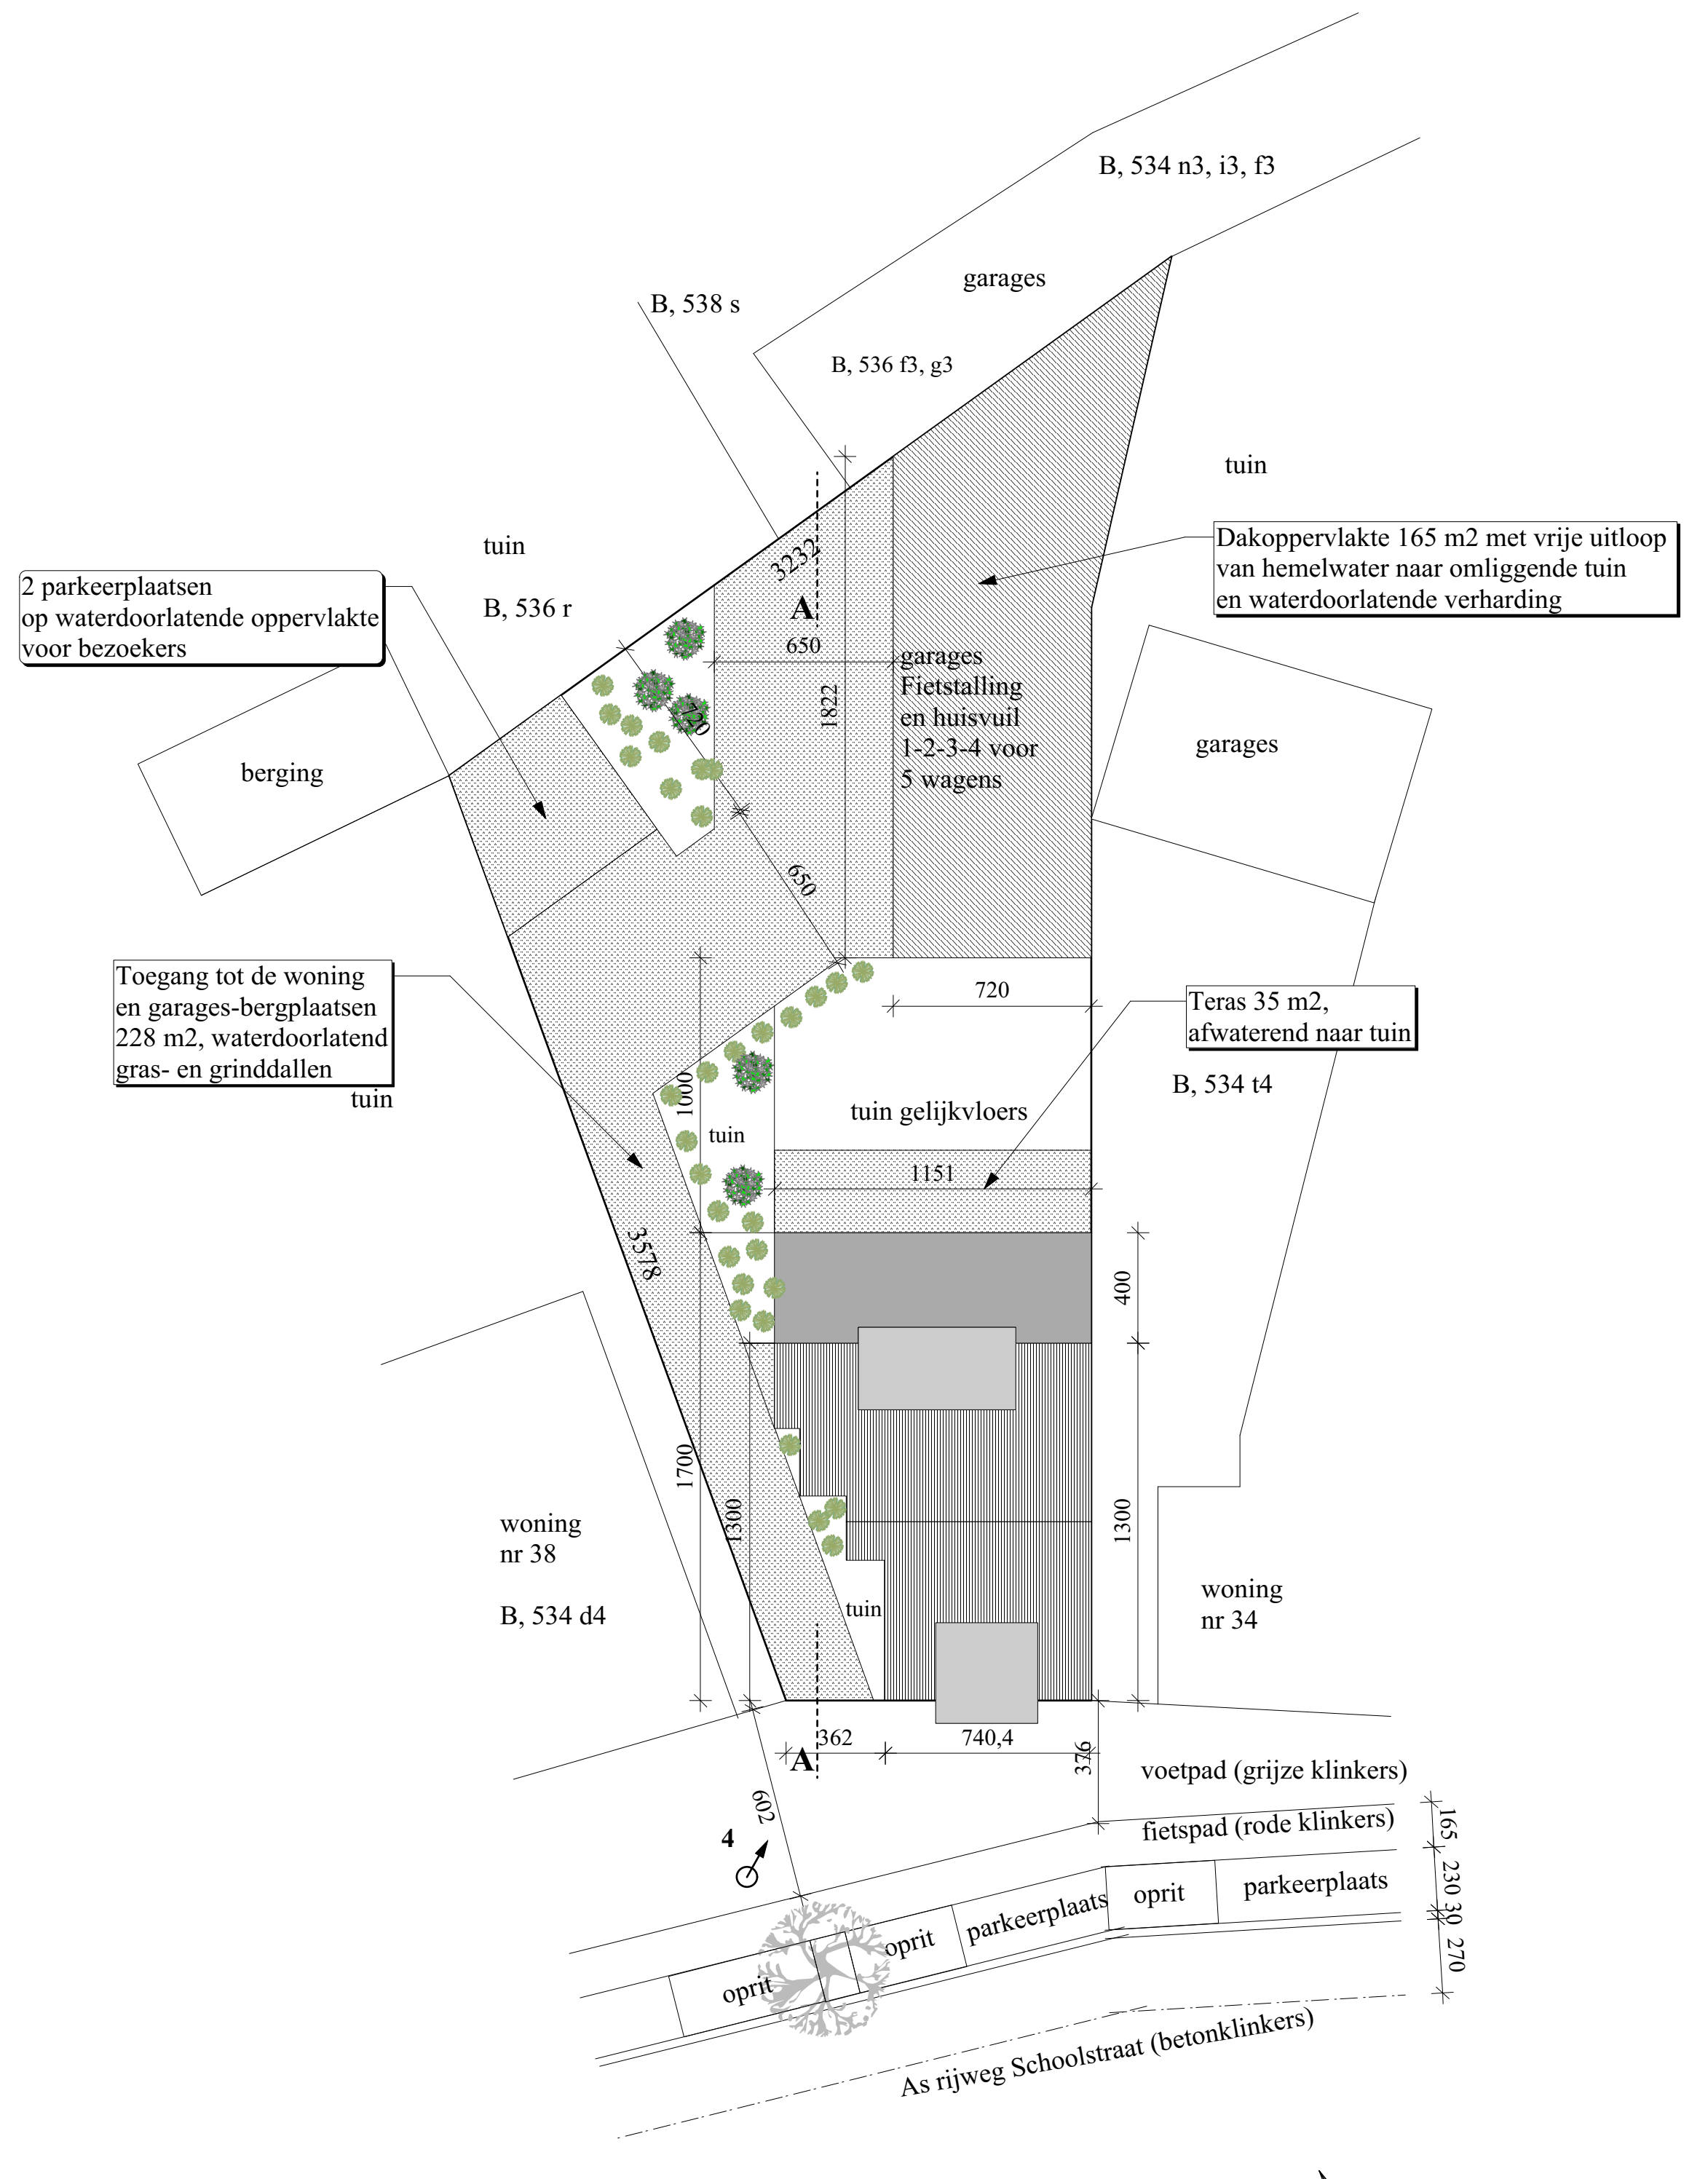 B, 534 n3, i3, f3
garages
B, 538 s
B, 536 f3, g3
tuin
tuin
Dakoppervlakte 165 m2 met vrije uitloop
van hemelwater naar omliggende tuin
en waterdoorlatende verharding
2 parkeerplaatsen
op waterdoorlatende oppervlakte
voor bezoekers
B, 536 r
3232
A
650
garages
Fietstalling
en huisvuil
1-2-3-4 voor
5 wagens
1822
720
garages
berging
650
Toegang tot de woning
en garages-bergplaatsen
228 m2, waterdoorlatend
gras- en grinddallen
tuin
720
Teras 35 m2,
afwaterend naar tuin
B, 534 t4
1000
tuin gelijkvloers
tuin
1151
3578
400
1700
1300
1300
woning
nr 38
B, 534 d4
woning
nr 34
tuin
362
740,4
376
A
voetpad (grijze klinkers)
602
fietspad (rode klinkers)
165
4
230
30
270
oprit
parkeerplaats
parkeerplaats
oprit
oprit
As rijweg Schoolstraat (betonklinkers)